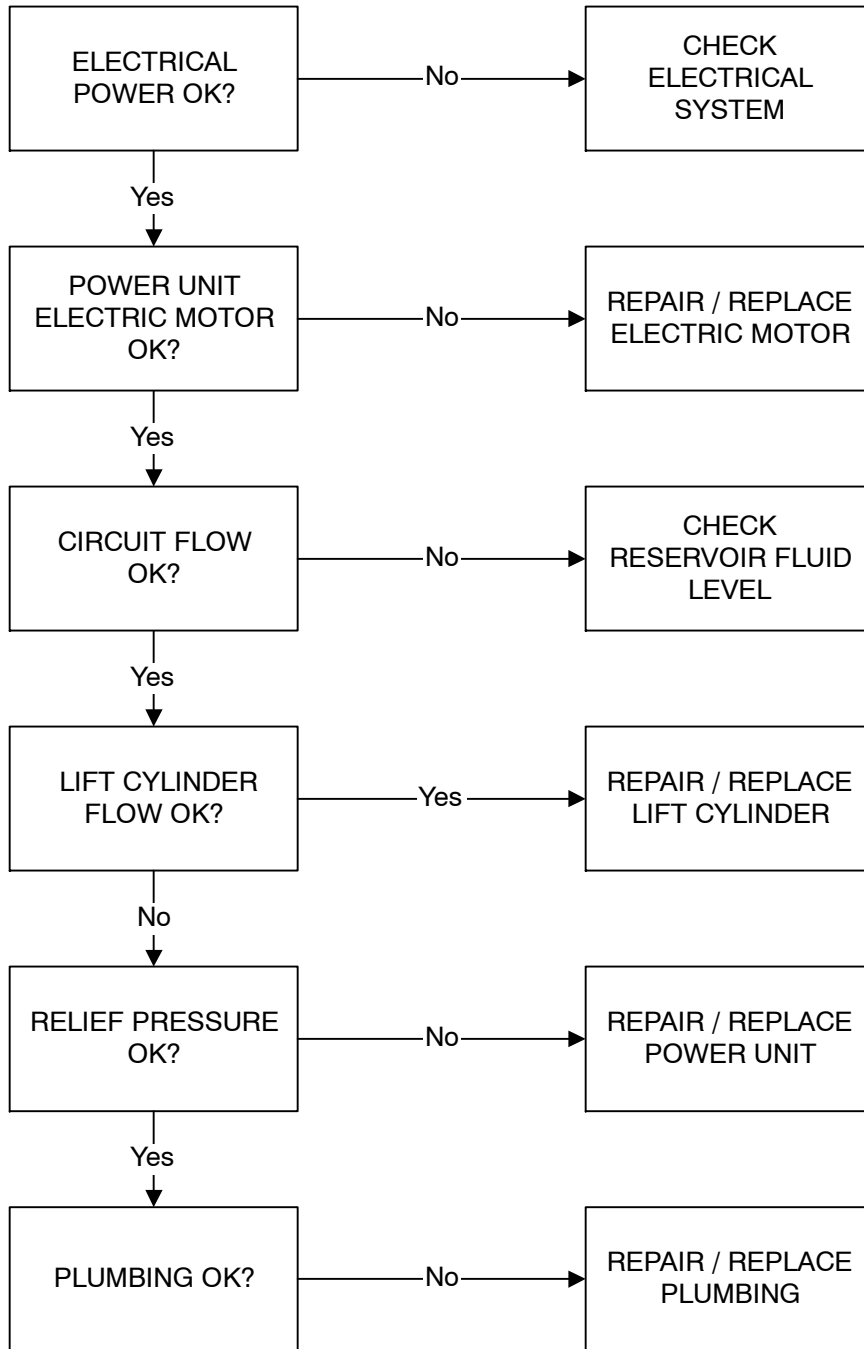 ELECTRICAL
POWER OK?
No
CHECK
ELECTRICAL
SYSTEM
Yes
POWER UNIT
ELECTRIC MOTOR
OK?
No
REPAIR / REPLACE
ELECTRIC MOTOR
Yes
CIRCUIT FLOW
OK?
No
CHECK
RESERVOIR FLUID
LEVEL
Yes
LIFT CYLINDER
FLOW OK?
Yes
REPAIR / REPLACE
LIFT CYLINDER
No
RELIEF PRESSURE
OK?
No
REPAIR / REPLACE
POWER UNIT
Yes
PLUMBING OK?
No
REPAIR / REPLACE
PLUMBING